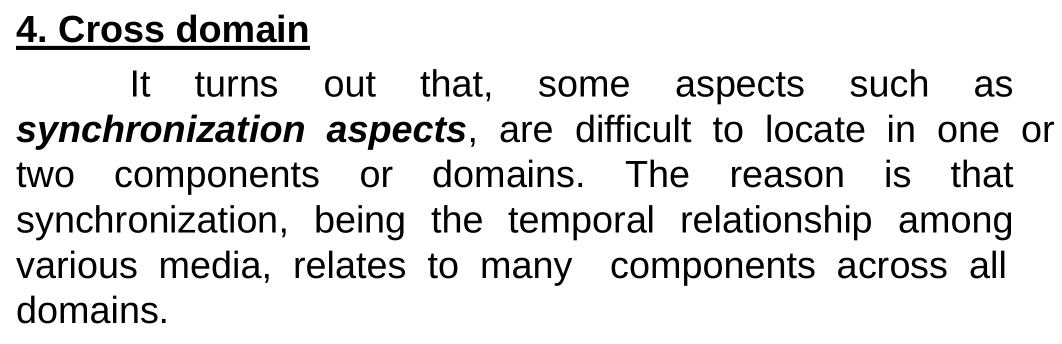 4. Cross domain
It turns out that, some aspects such as
synchronization aspects, are difficult to locate in one or
two components or domains. The reason is that
synchronization, being the temporal relationship among
various media, relates to many components across all
domains.